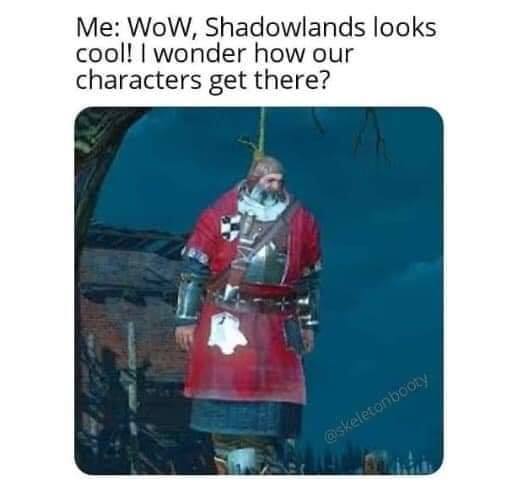 Me: WoW, Shadowlands looks
cool! I wonder how our
characters get there?
@skeletonbooty